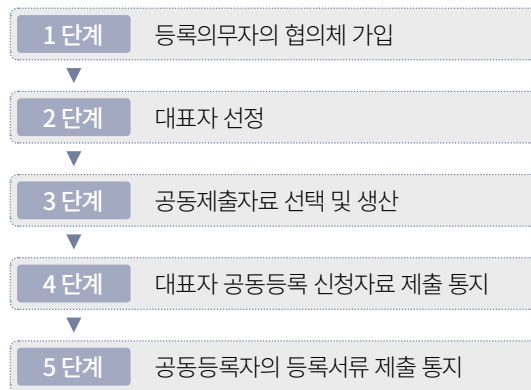 1 단계 등록의무자의 협의체 가입
2 단계 대표자 선정
3 단계 공동제출자료 선택 및 생산
4 단계 대표자 공동등록 신청자료 제출 통지
5 단계 공동등록자의 등록서류 제출 통지